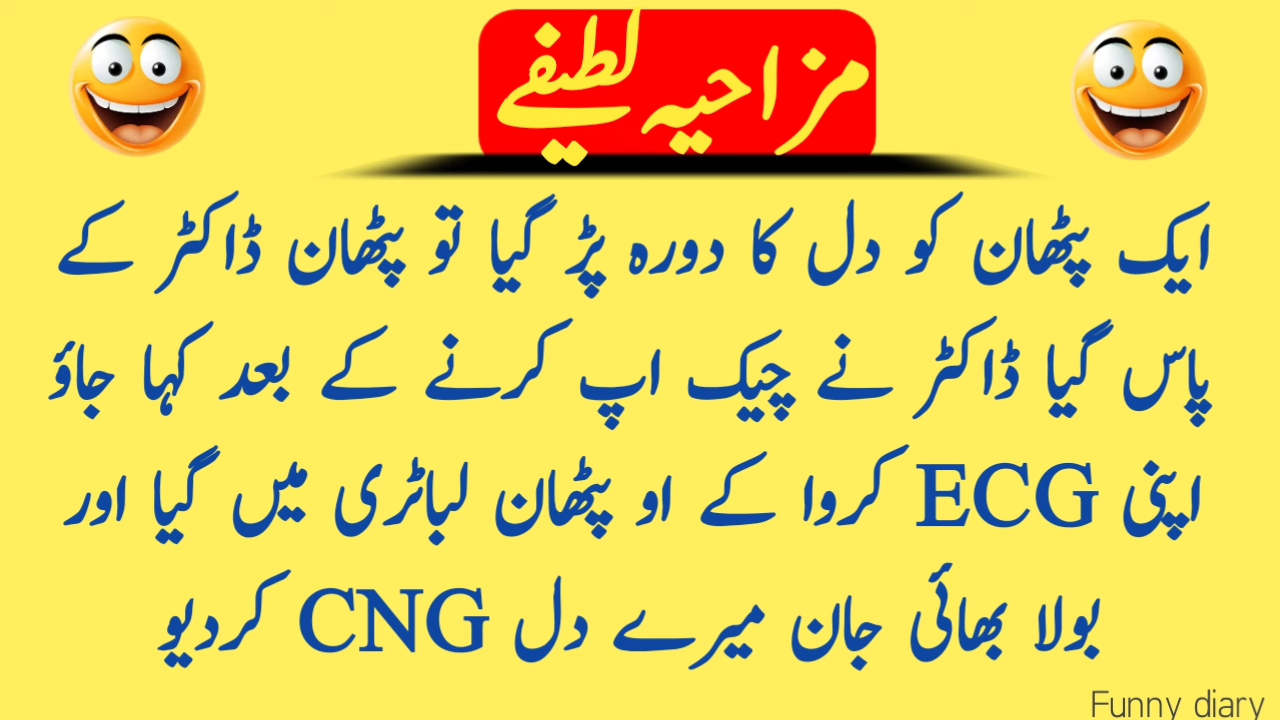 مزاحیہ لطیفے
ایک پٹھان کو دل کا دورہ پڑ گیا تو پٹھان ڈاکٹر کے
پاس گیا ڈاکٹر نے چیک اپ کرنے کے بعد کہا جاؤ
اپنی ECG کروا کے او پٹھان لباٹری میں گیا اور
بولا بھائی جان میرے دل CNG کردیو
Funny diary